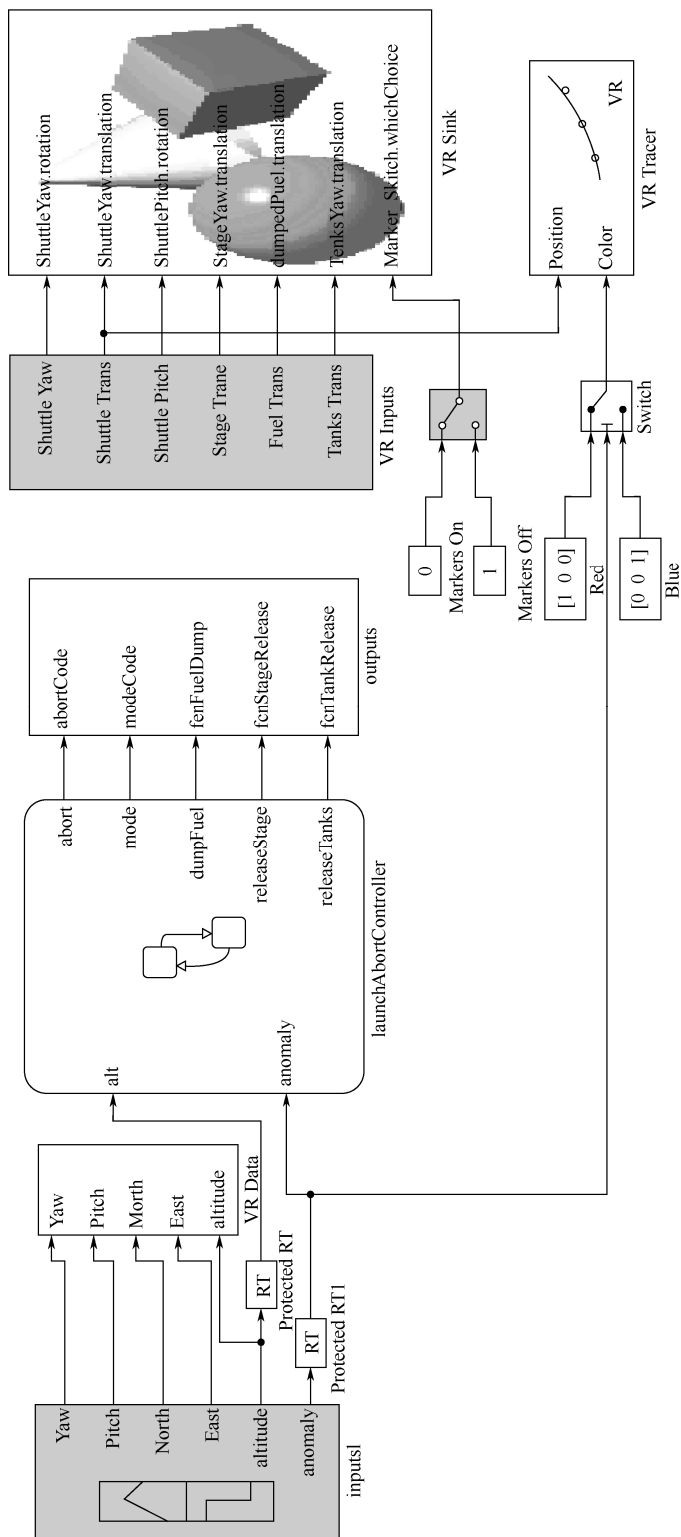 Yaw
Pitch
North
East
altitude
anomaly
inputsl
Yaw
Pitch
Morth
East
altitude
VR Data
RT
Protected RT
RT
Protected RT1
alt
anomaly
abort
mode
dunpFuel
releaseStage
releaseTanks
launchAbortController
abortCode
modeCode
fenFuelDump
fcnStageRelease
fcnTankRelease
outputs
Shuttle Yaw
Shuttle Trans
Shuttle Pitch
Stage Trane
Fuel Trans
Tanks Trans
VR Inputs
ShuttleYaw.rotation
ShuttleYaw.translation
ShuttlePitch.rotation
StageYaw.translation
dumpedPuel.translation
TenksYaw.translation
Marker_Skitch.whichChoice
VR Sink
0
Markers On
1
Markers Off
[1 0 0]
Red
[0 0 1]
Blue
Switch
Position
Color
VR
VR Tracer